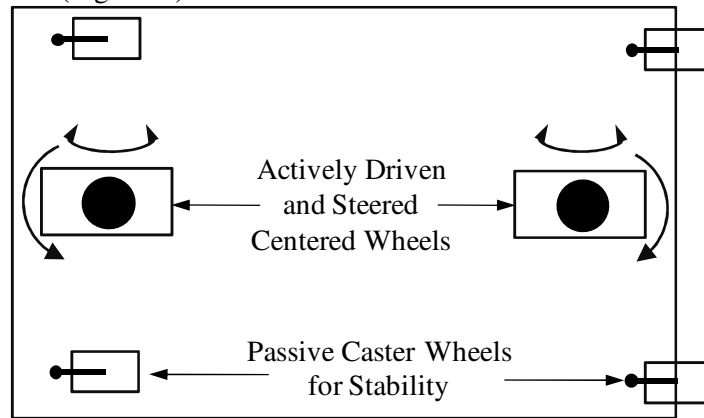 Actively Driven
and Steered
Centered Wheels
Passive Caster Wheels
for Stability